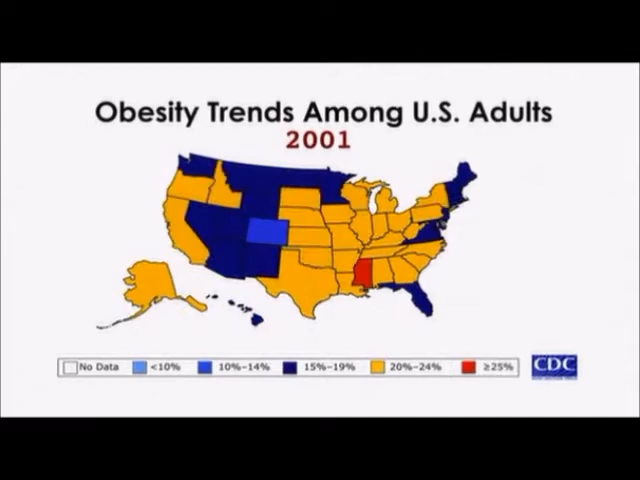 Obesity Trends Among U.S. Adults
2001
No Data <10% 10%–14% 15%–19% 20%–24% ≥25%
CDC